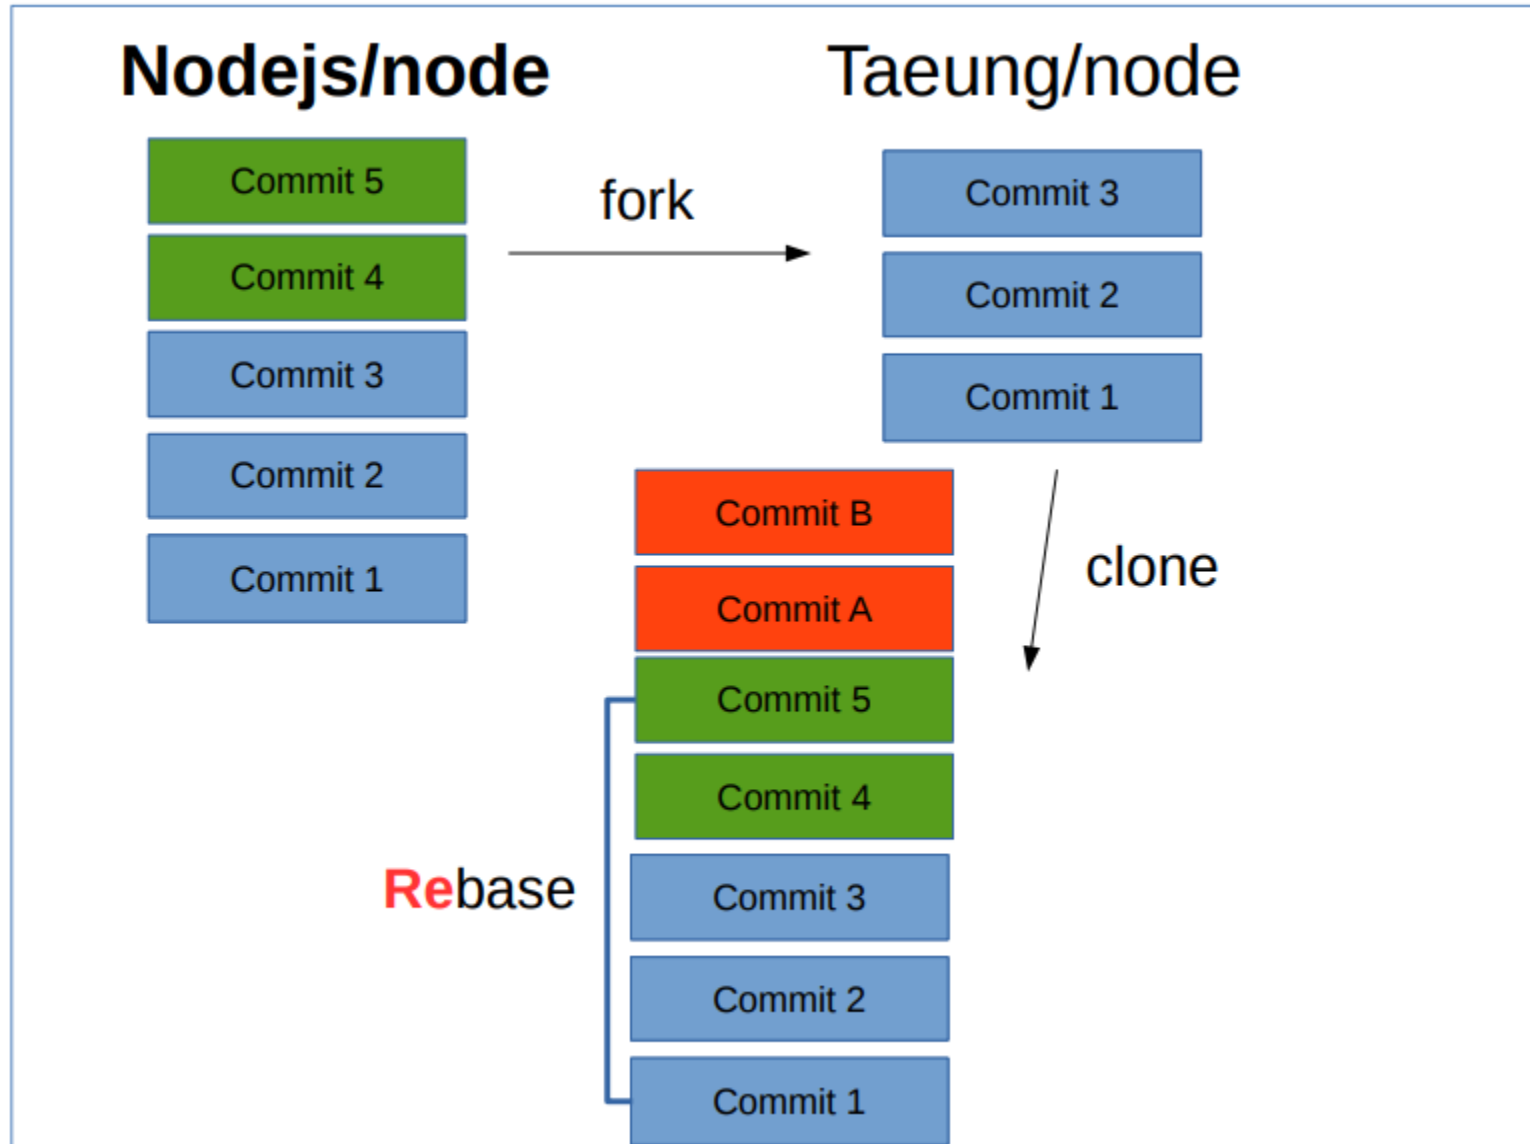 Nodejs/node
Commit 5
Commit 4
Commit 3
Commit 2
Commit 1
fork
Taeung/node
Commit 3
Commit 2
Commit 1
clone
Commit B
Commit A
Commit 5
Commit 4
Commit 3
Commit 2
Commit 1
Rebase